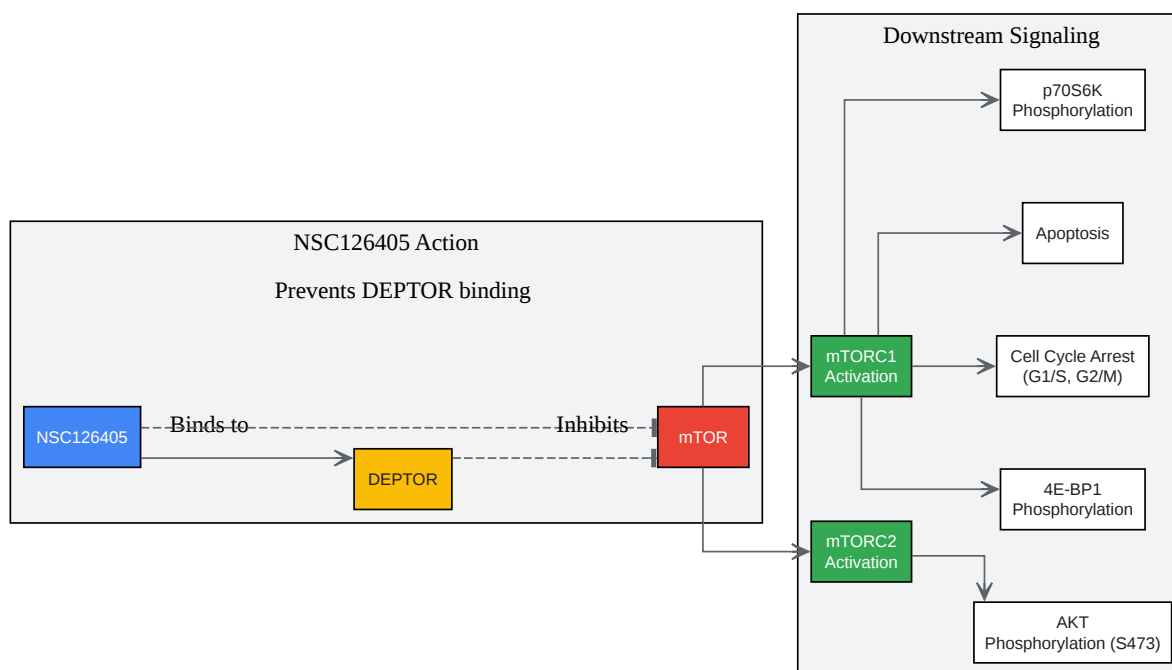 NSC126405 Action
Prevents DEPTOR binding
NSC126405
Binds to
Inhibits
DEPTOR
mTOR
Downstream Signaling
p70S6K
Phosphorylation
Apoptosis
mTORC1
Activation
Cell Cycle Arrest
(G1/S, G2/M)
4E-BP1
Phosphorylation
mTORC2
Activation
AKT
Phosphorylation (S473)